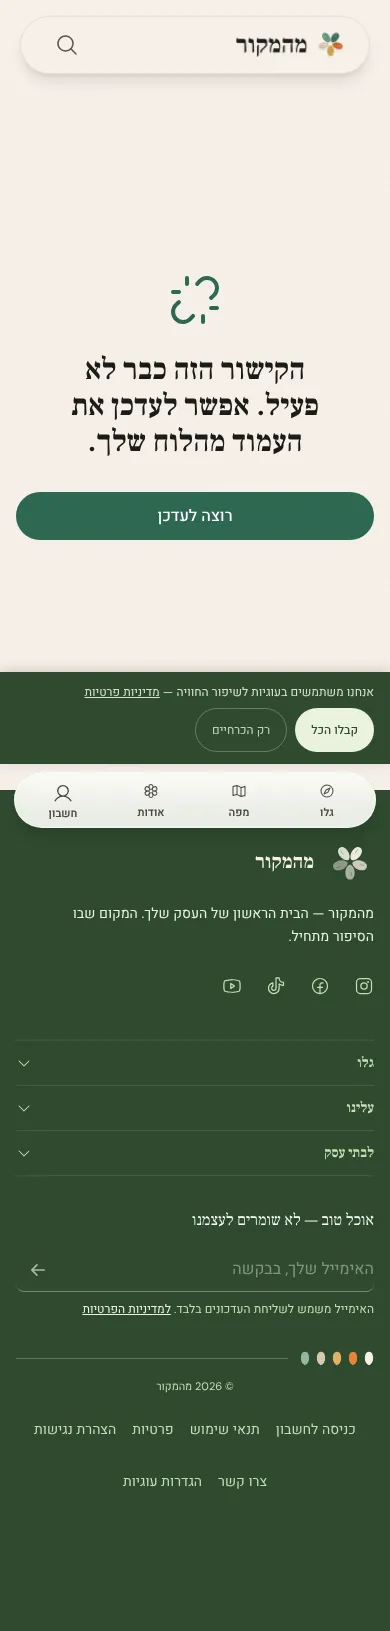 מהמקור
הקישור הזה כבר לא
פעיל. אפשר לעדכן את
העמוד מהלוח שלך.
רוצה לעדכן
אנחנו משתמשים בעוגיות לשיפור החוויה — מדיניות פרטיות
קבלו הכל
רק הכרחיים
גלו
מפה
אודות
חשבון
מהמקור
מהמקור — הבית הראשון של העסק שלך. המקום שבו
הסיפור מתחיל.
גלו
עלינו
לבתי עסק
אוכל טוב — לא שומרים לעצמנו
האימייל שלך, בבקשה
האימייל משמש לשליחת העדכונים בלבד. למדיניות הפרטיות
© 2026 מהמקור
כניסה לחשבון תנאי שימוש פרטיות הצהרת נגישות
צרו קשר הגדרות עוגיות